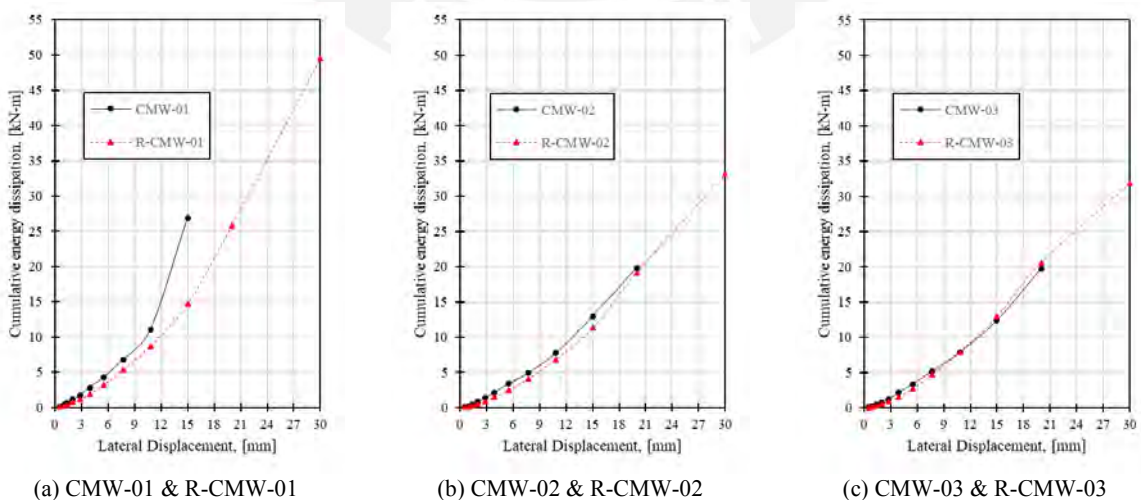 Cumulative energy dissipation, [kN-m]
55
50
45
40
35
30
25
20
15
10
5
0
CMW-01
R-CMW-01
0 3 6 9 12 15 18 21 24 27 30
Lateral Displacement, [mm]
(a) CMW-01 & R-CMW-01
Cumulative energy dissipation, [kN-m]
55
50
45
40
35
30
25
20
15
10
5
0
CMW-02
R-CMW-02
0 3 6 9 12 15 18 21 24 27 30
Lateral Displacement, [mm]
(b) CMW-02 & R-CMW-02
Cumulative energy dissipation, [kN-m]
55
50
45
40
35
30
25
20
15
10
5
0
CMW-03
R-CMW-03
0 3 6 9 12 15 18 21 24 27 30
Lateral Displacement, [mm]
(c) CMW-03 & R-CMW-03